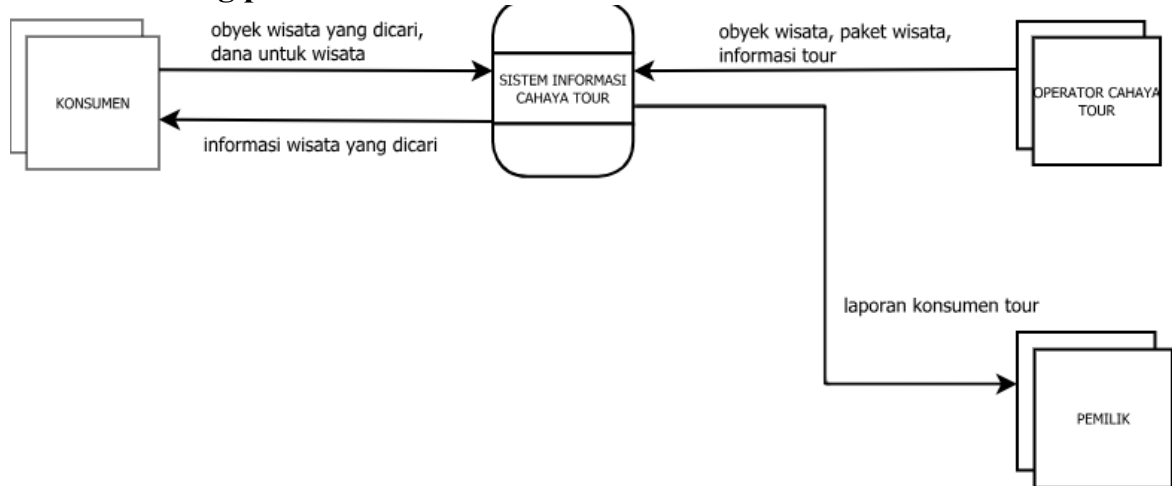 obyek wisata yang dicari,
dana untuk wisata
KONSUMEN
informasi wisata yang dicari
SISTEM INFORMASI
CAHAYA TOUR
obyek wisata, paket wisata,
informasi tour
OPERATOR CAHAYA
TOUR
laporan konsumen tour
PEMILIK